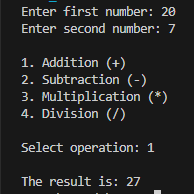 Enter first number: 20
Enter second number: 7
1. Addition (+)
2. Subtraction (-)
3. Multiplication (*)
4. Division (/)
Select operation: 1
The result is: 27